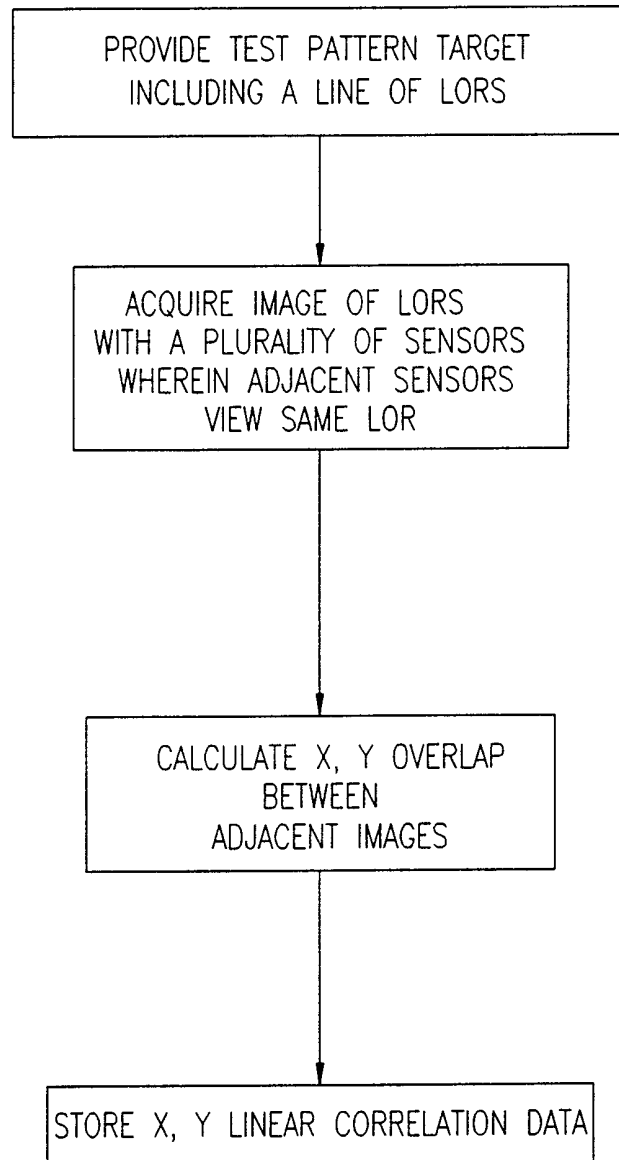 PROVIDE TEST PATTERN TARGET
INCLUDING A LINE OF LORS
ACQUIRE IMAGE OF LORS
WITH A PLURALITY OF SENSORS
WHEREIN ADJACENT SENSORS
VIEW SAME LOR
CALCULATE X, Y OVERLAP
BETWEEN
ADJACENT IMAGES
STORE X, Y LINEAR CORRELATION DATA